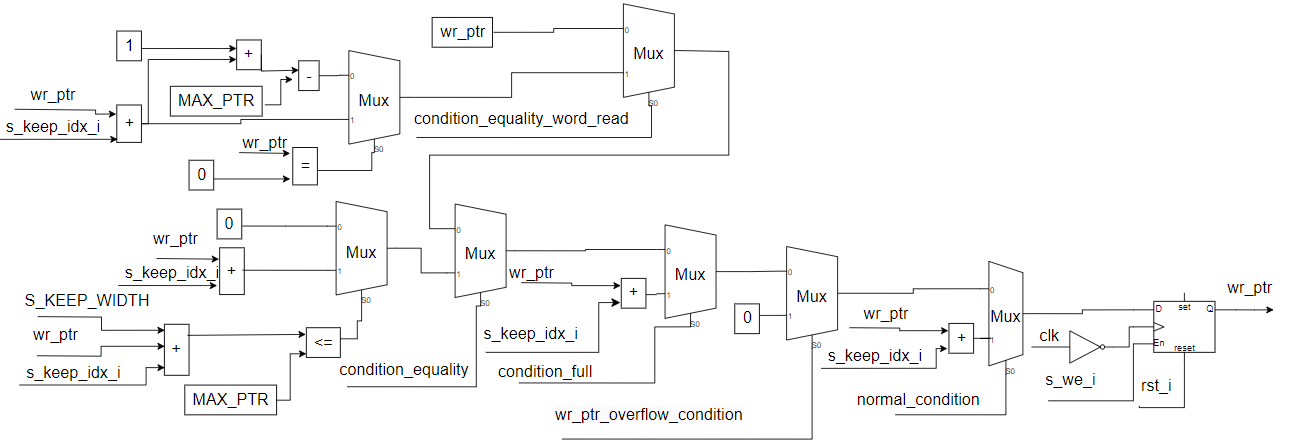 wr_ptr
0
Mux
1
S0
1
+
-
0
MAX_PTR
Mux
1
S0
wr_ptr
s_keep_idx_i
+
condition_equality_word_read
wr_ptr
0
=
0
wr_ptr
s_keep_idx_i
+
0
Mux
1
S0
S_KEEP_WIDTH
wr_ptr
s_keep_idx_i
+
<=
MAX_PTR
0
Mux
1
S0
condition_equality
wr_ptr
s_keep_idx_i
+
0
Mux
1
S0
condition_full
0
0
Mux
1
S0
wr_ptr_overflow_condition
wr_ptr
s_keep_idx_i
+
0
Mux
1
S0
normal_condition
clk
s_we_i
rst_i
D
set
Q
En
reset
wr_ptr